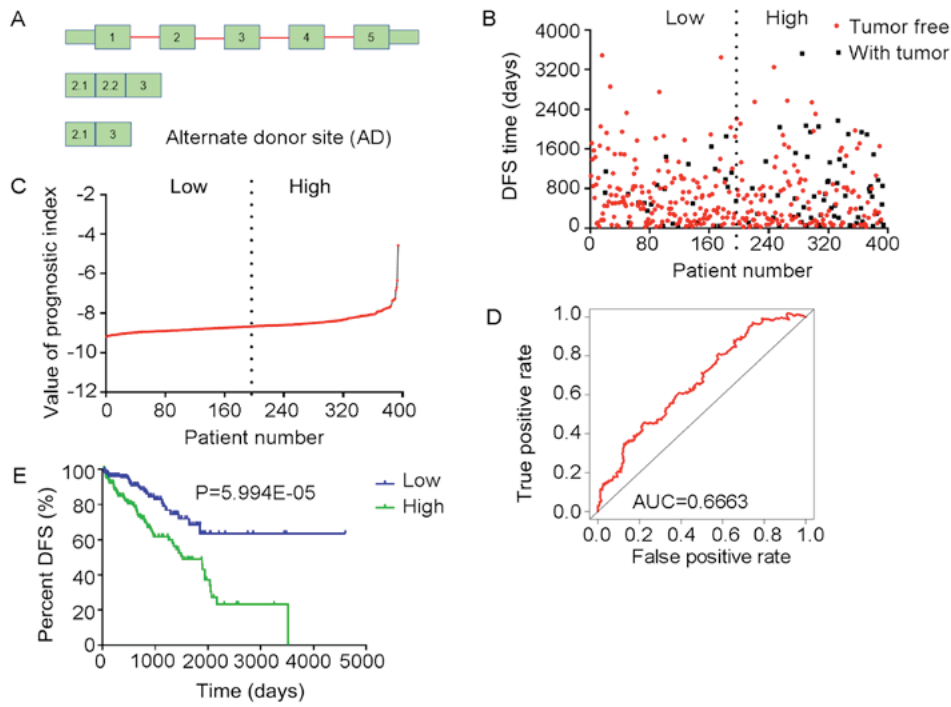 A
1 2 3 4 5
2.1 2.2 3
2.1 3
Alternate donor site (AD)
B
Low High
Tumor free
With tumor
DFS time (days)
4000
3200
2400
1600
800
0
0 80 160 240 320 400
Patient number
C
Low High
Value of prognostic index
-2
-4
-6
-8
-10
-12
0 80 160 240 320 400
Patient number
D
True positive rate
1.0
0.8
0.6
0.4
0.2
0.0
AUC=0.6663
0.0 0.2 0.4 0.6 0.8 1.0
False positive rate
E
Percent DFS (%)
100
80
60
40
20
0
P=5.994E-05
Low
High
0 1000 2000 3000 4000 5000
Time (days)